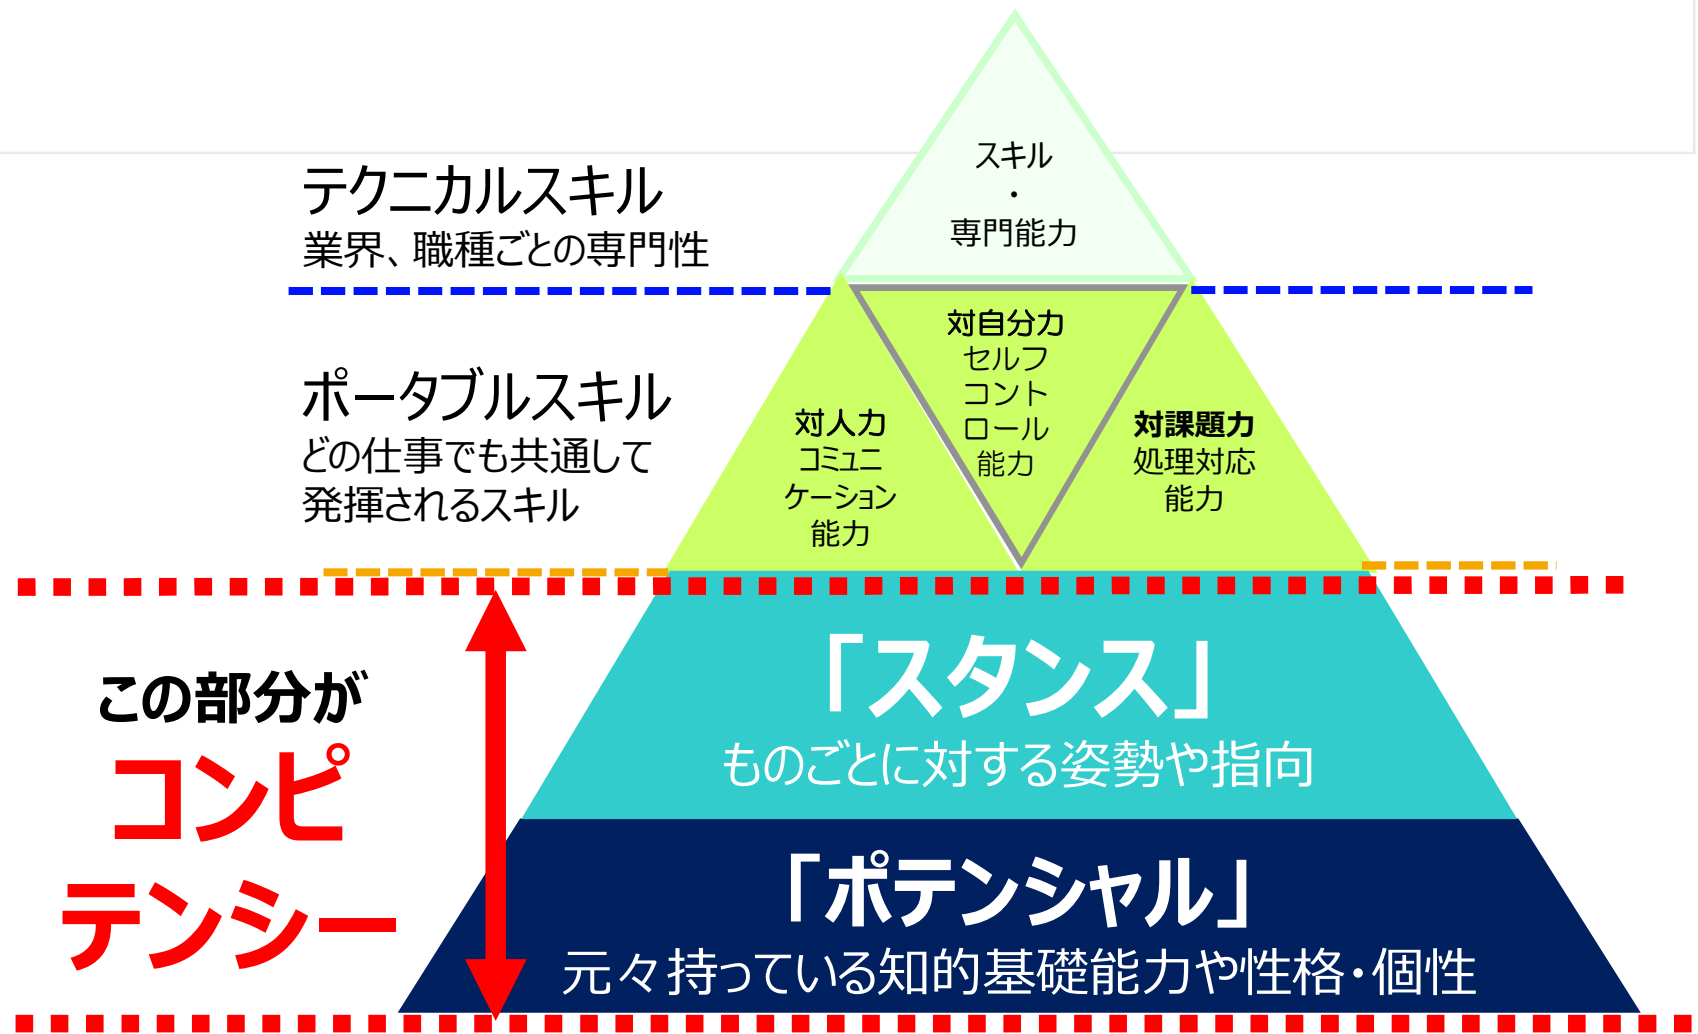 スキル
・
専門能力
テクニカルスキル
業界、職種ごとの専門性
ポータブルスキル
どの仕事でも共通して
発揮されるスキル
対自分力
セルフ
コント
ロール
能力
対人力
コミュニ
ケーション
能力
対課題力
処理対応
能力
この部分が
コンピ
テンシー
「スタンス」
ものごとに対する姿勢や指向
「ポテンシャル」
元々持っている知的基礎能力や性格・個性